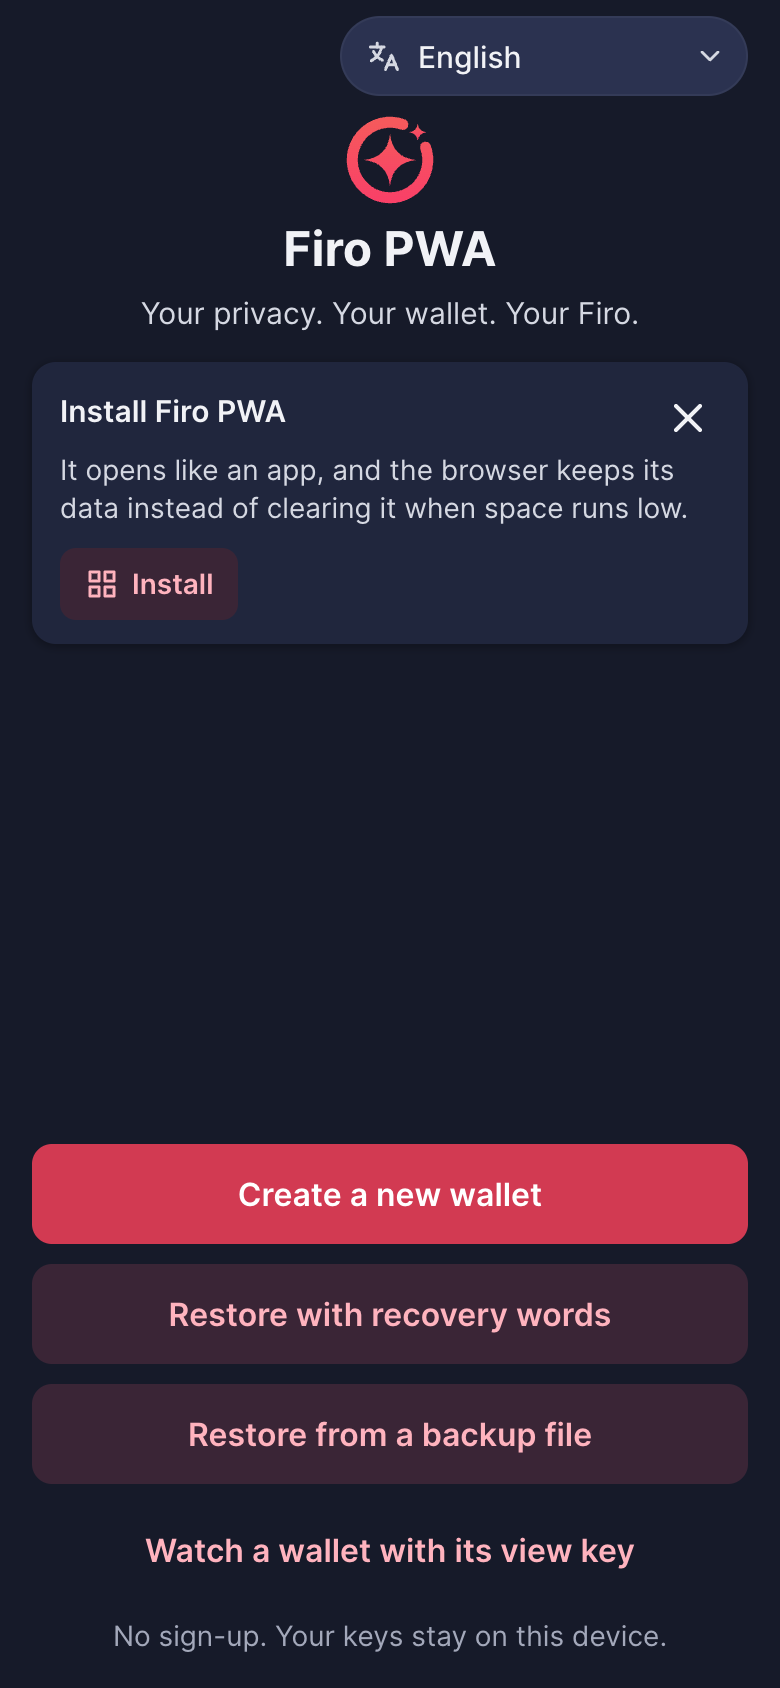 English
Firo PWA
Your privacy. Your wallet. Your Firo.
Install Firo PWA
It opens like an app, and the browser keeps its
data instead of clearing it when space runs low.
Install
Create a new wallet
Restore with recovery words
Restore from a backup file
Watch a wallet with its view key
No sign-up. Your keys stay on this device.